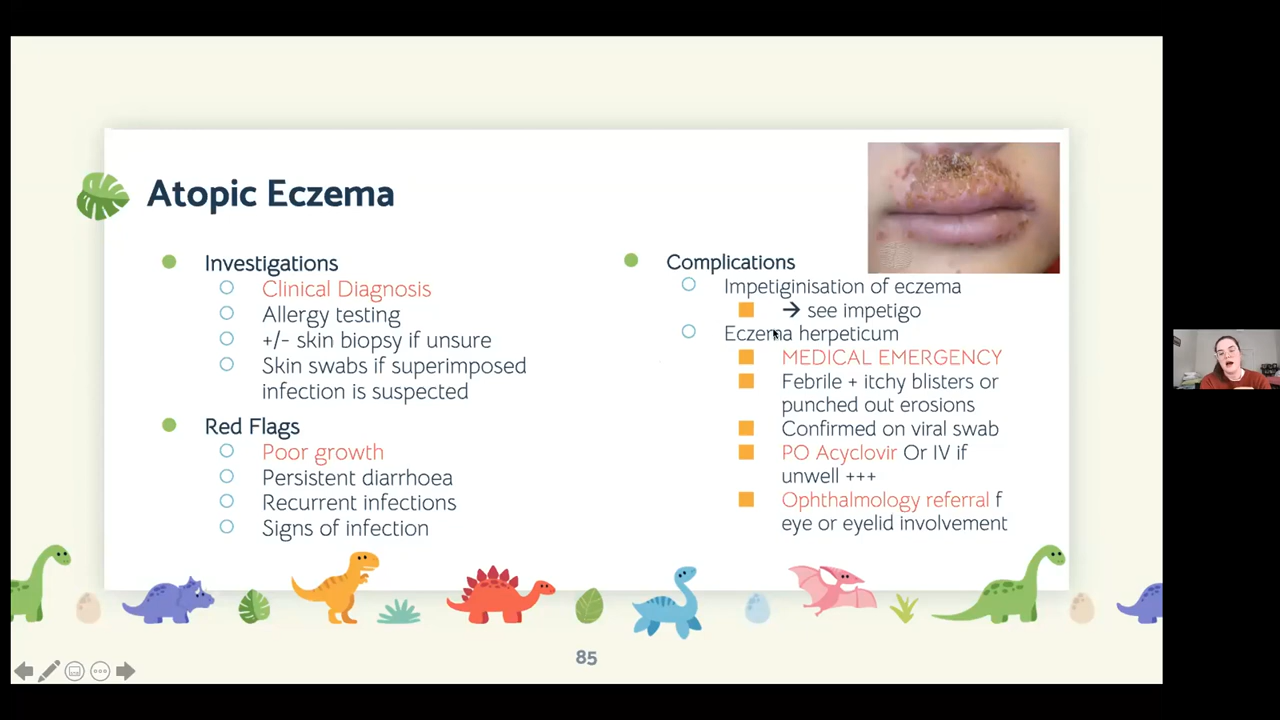 Atopic Eczema
Investigations
Clinical Diagnosis
Allergy testing
+/- skin biopsy if unsure
Skin swabs if superimposed
infection is suspected
Red Flags
Poor growth
Persistent diarrhoea
Recurrent infections
Signs of infection
Complications
Impetiginisation of eczema
→ see impetigo
Eczema herpeticum
MEDICAL EMERGENCY
Febrile + itchy blisters or
punched out erosions
Confirmed on viral swab
PO Acyclovir Or IV if
unwell +++
Ophthalmology referral f
eye or eyelid involvement
85